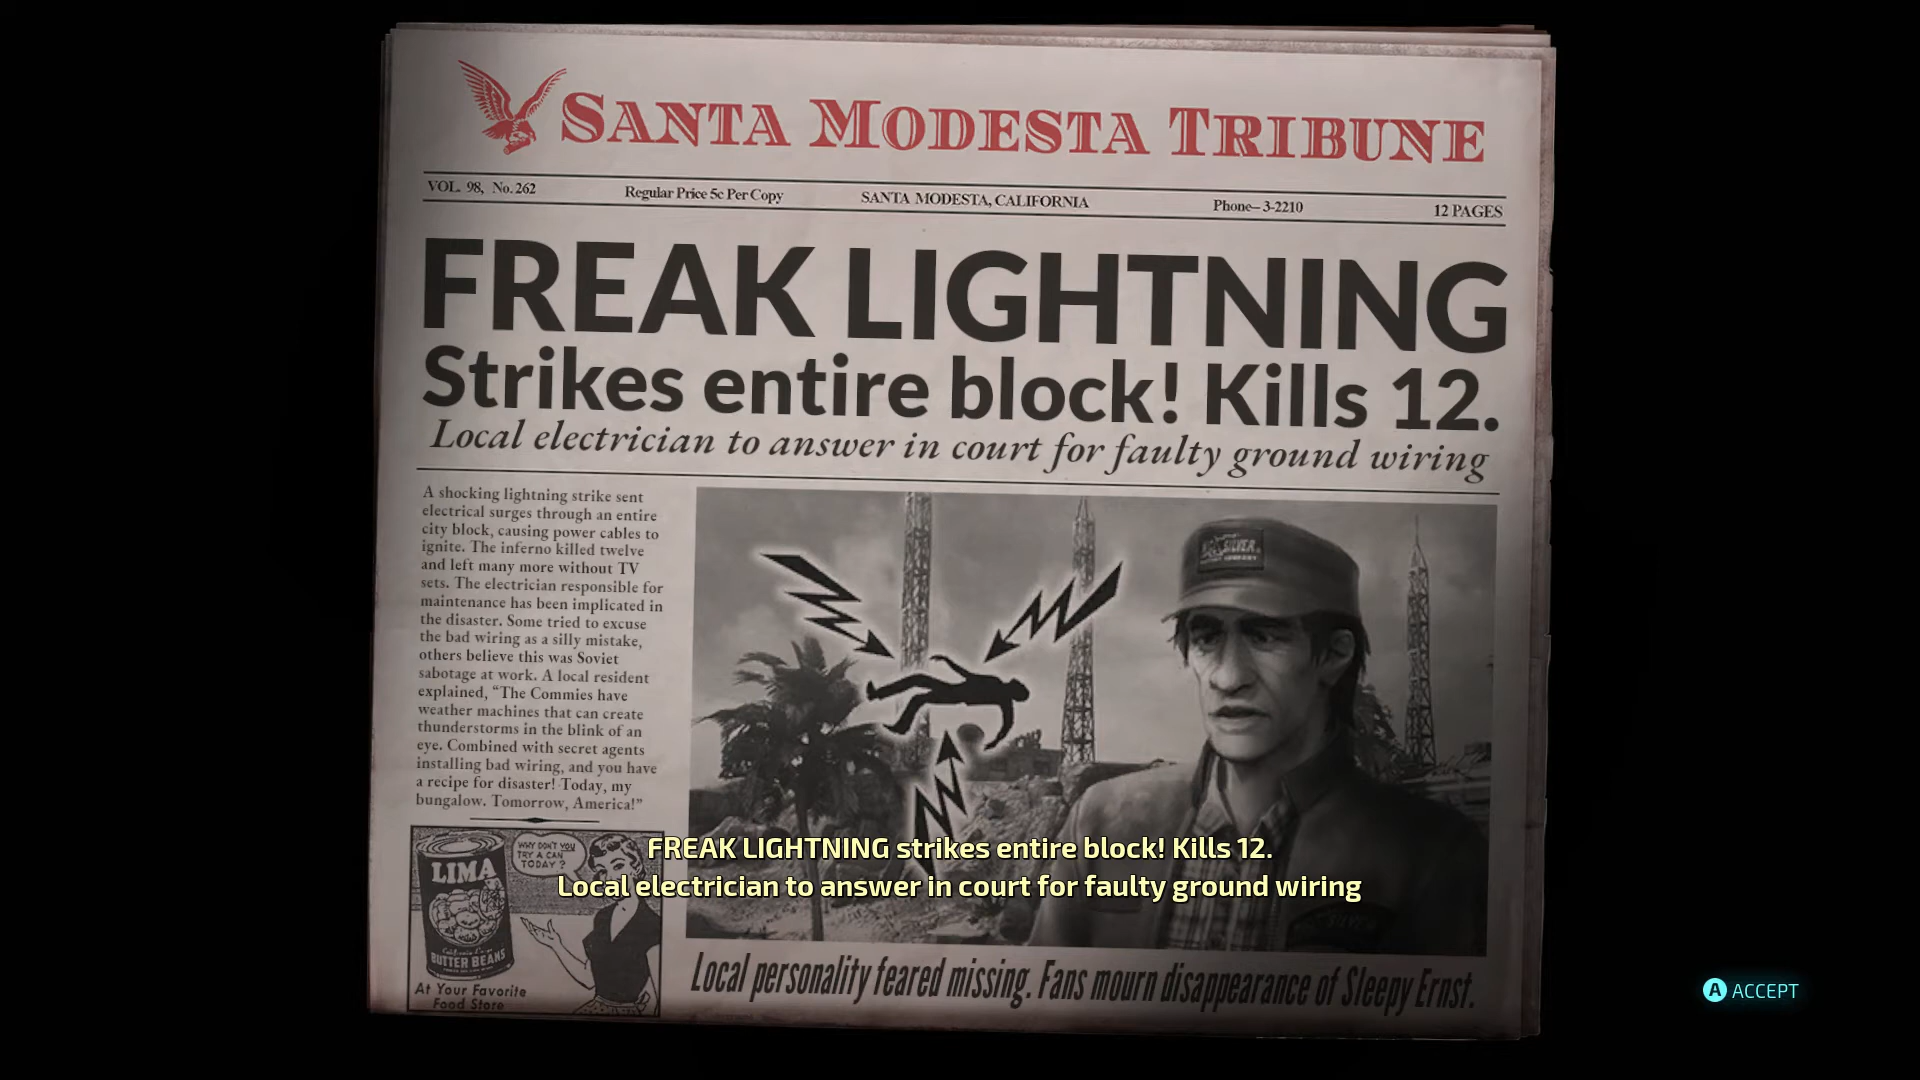 SANTA MODESTA TRIBUNE
VOL. 98, No. 262 Regular Price 5c Per Copy SANTA MODESTA, CALIFORNIA Phone– 3-2210 12 PAGES
FREAK LIGHTNING
Strikes entire block! Kills 12.
Local electrician to answer in court for faulty ground wiring
A shocking lightning strike sent
electrical surges through an entire
city block, causing power cables to
ignite. The inferno killed twelve
and left many more without TV
sets. The electrician responsible for
maintenance has been implicated in
the disaster. Some tried to excuse
the bad wiring as a silly mistake,
others believe this was Soviet
sabotage at work. A local resident
explained, “The Commies have
weather machines that can create
thunderstorms in the blink of an
eye. Combined with secret agents
installing bad wiring, and you have
a recipe for disaster! Today, my
bungalow. Tomorrow, America!”
WHY DON'T YOU
TRY A CAN
TODAY?
LIMA
BUTTER BEANS
At Your Favorite
Food Store
SILVER
FREAK LIGHTNING strikes entire block! Kills 12.
Local electrician to answer in court for faulty ground wiring
Local personality feared missing. Fans mourn disappearance of Sleepy Ernst.
A ACCEPT